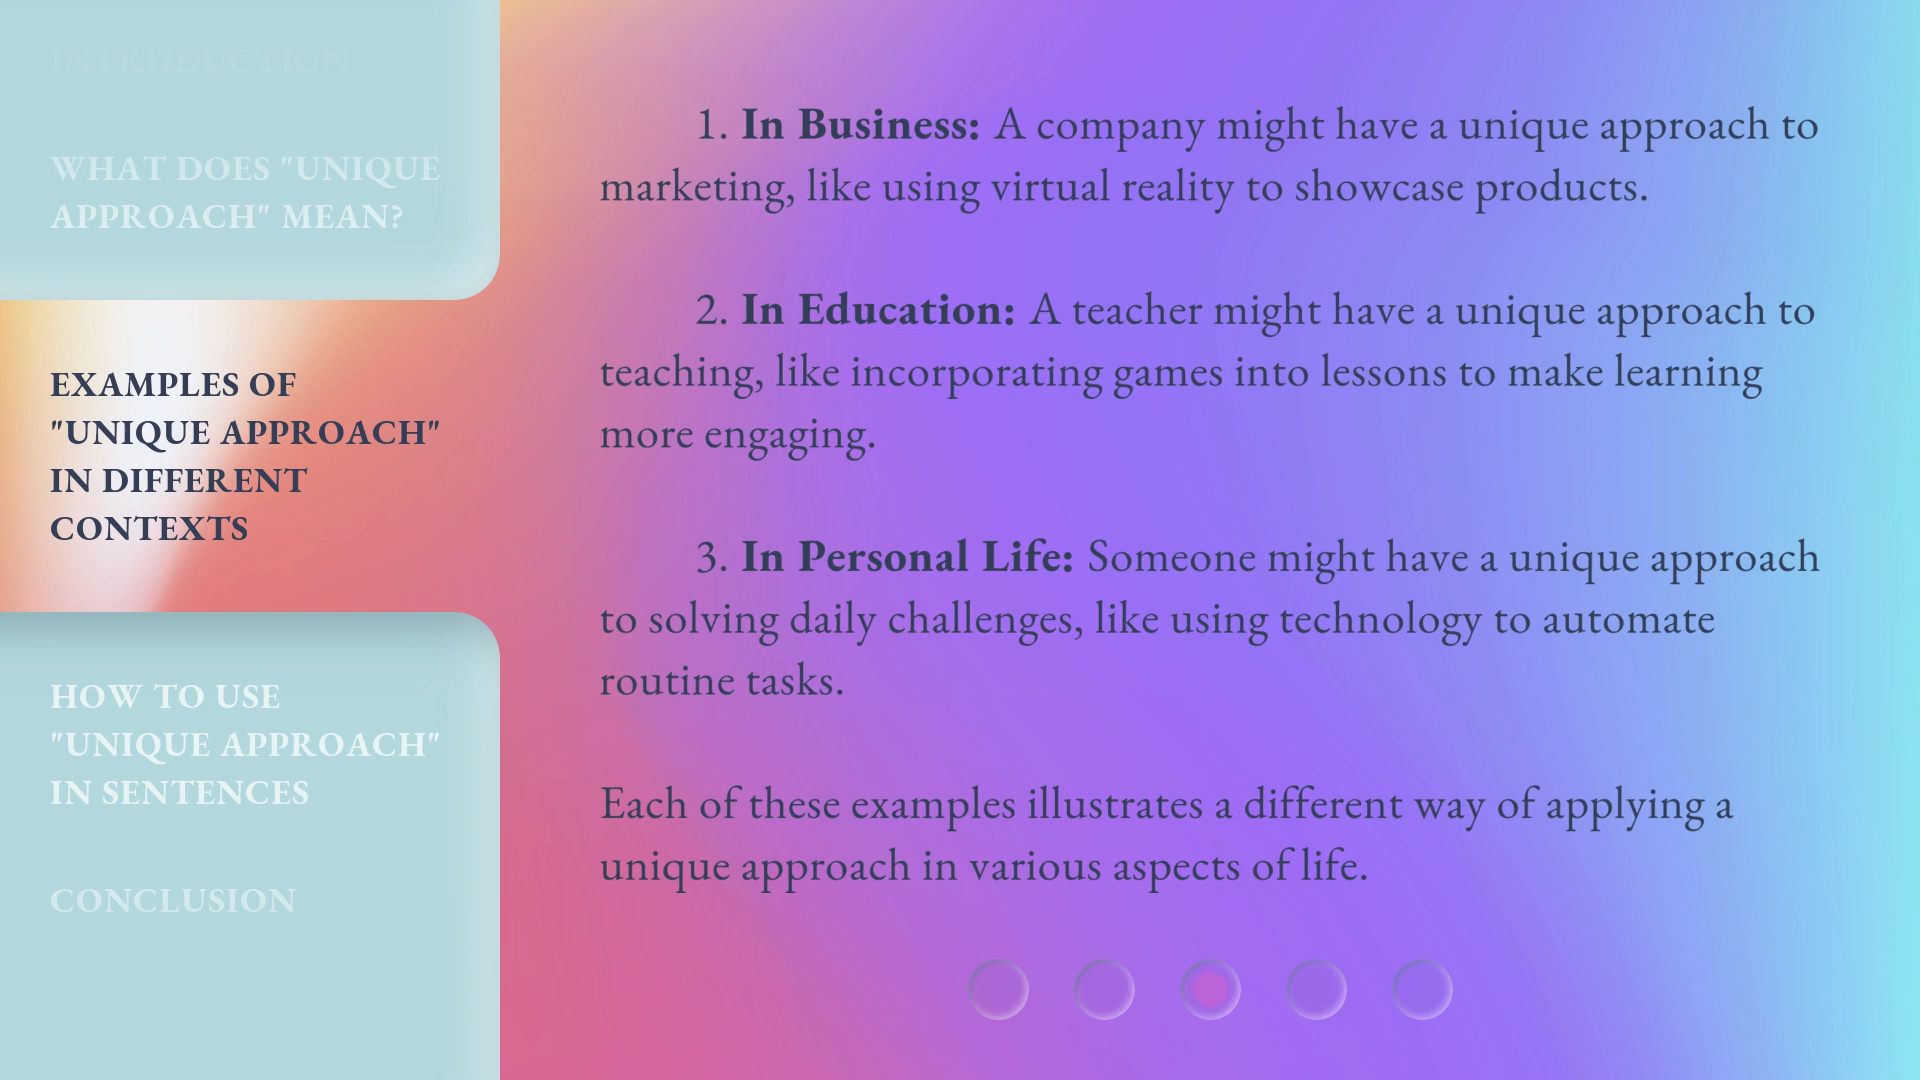 INTRODUCTION
WHAT DOES "UNIQUE
APPROACH" MEAN?
EXAMPLES OF
"UNIQUE APPROACH"
IN DIFFERENT
CONTEXTS
HOW TO USE
"UNIQUE APPROACH"
IN SENTENCES
CONCLUSION
1. In Business: A company might have a unique approach to
marketing, like using virtual reality to showcase products.
2. In Education: A teacher might have a unique approach to
teaching, like incorporating games into lessons to make learning
more engaging.
3. In Personal Life: Someone might have a unique approach
to solving daily challenges, like using technology to automate
routine tasks.
Each of these examples illustrates a different way of applying a
unique approach in various aspects of life.